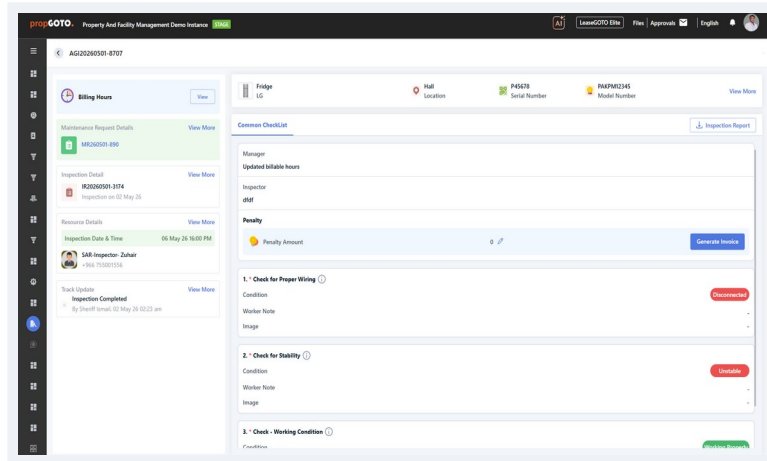 propGOTO. Property And Facility Management Demo Instance STAGE
AI LeaseGOTO Elite Files Approvals English
AGI20260501-8707
Billing Hours View
Maintenance Request Details View More
MR260501-890
Inspection Detail View More
IR20260501-3174
Inspection on 02 May 26
Resource Details View More
Inspection Date & Time 06 May 26 16:00 PM
SAR-Inspector- Zuhair
+966 753001556
Track Update View More
Inspection Completed
By Sheriff Ismail. 02 May 26 02:23 am
Fridge
LG
Hall
Location
P45678
Serial Number
PAKPM12345
Model Number
View More
Common CheckList Inspection Report
Manager
Updated billable hours
Inspector
dfdf
Penalty
Penalty Amount 0 Generate Invoice
1. * Check for Proper Wiring
Condition Disconnected
Worker Note -
Image -
2. * Check for Stability
Condition Unstable
Worker Note -
Image -
3. * Check - Working Condition
Condition Working Properly